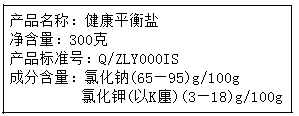 产品名称：健康平衡盐
净含量：300克
产品标准号：Q/ZLY000IS
成分含量：氯化钠(65－95)g/100g
氯化钾(以K厘)(3－18)g/100g